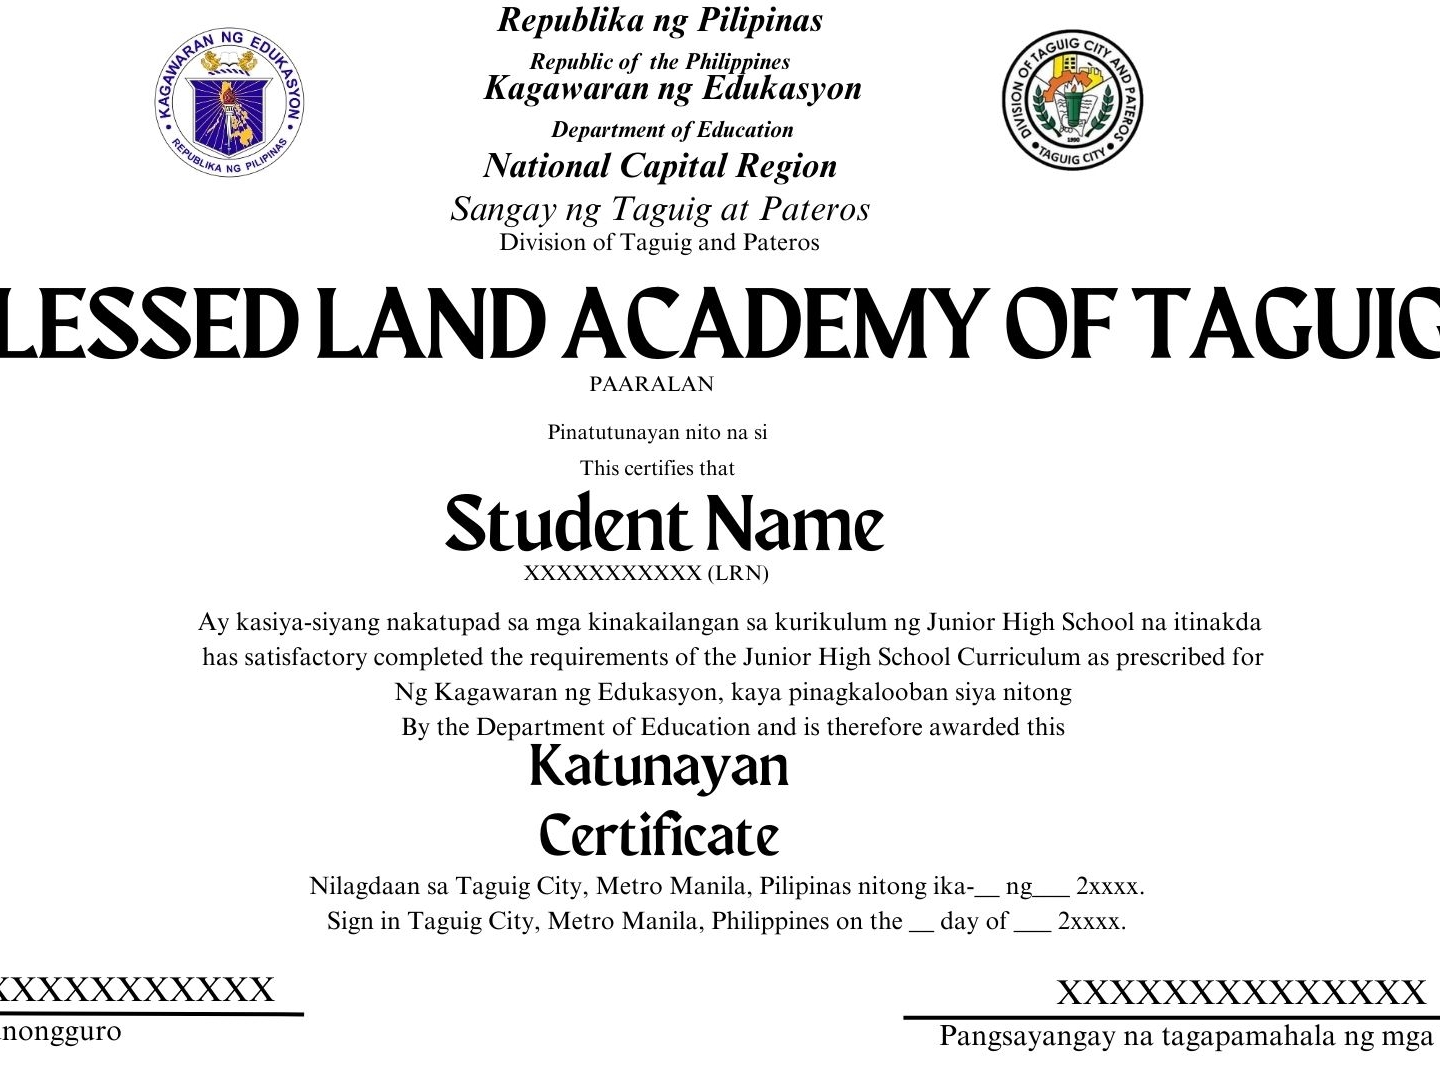 Republika ng Pilipinas
Republic of the Philippines
Kagawaran ng Edukasyon
Department of Education
National Capital Region
Sangay ng Taguig at Pateros
Division of Taguig and Pateros
KAGAWARAN NG EDUKASYON
REPUBLIKA NG PILIPINAS
DIVISION OF TAGUIG CITY AND PATEROS
1990
TAGUIG CITY
LESSED LAND ACADEMY OF TAGUIG
PAARALAN
Pinatutunayan nito na si
This certifies that
Student Name
XXXXXXXXXXX (LRN)
Ay kasiya-siyang nakatupad sa mga kinakailangan sa kurikulum ng Junior High School na itinakda
has satisfactory completed the requirements of the Junior High School Curriculum as prescribed for
Ng Kagawaran ng Edukasyon, kaya pinagkalooban siya nitong
By the Department of Education and is therefore awarded this
Katunayan
Certificate
Nilagdaan sa Taguig City, Metro Manila, Pilipinas nitong ika-__ ng___ 2xxxx.
Sign in Taguig City, Metro Manila, Philippines on the __ day of ___ 2xxxx.
XXXXXXXXXXX
nongguro
XXXXXXXXXXXXXX
Pangsayangay na tagapamahala ng mga